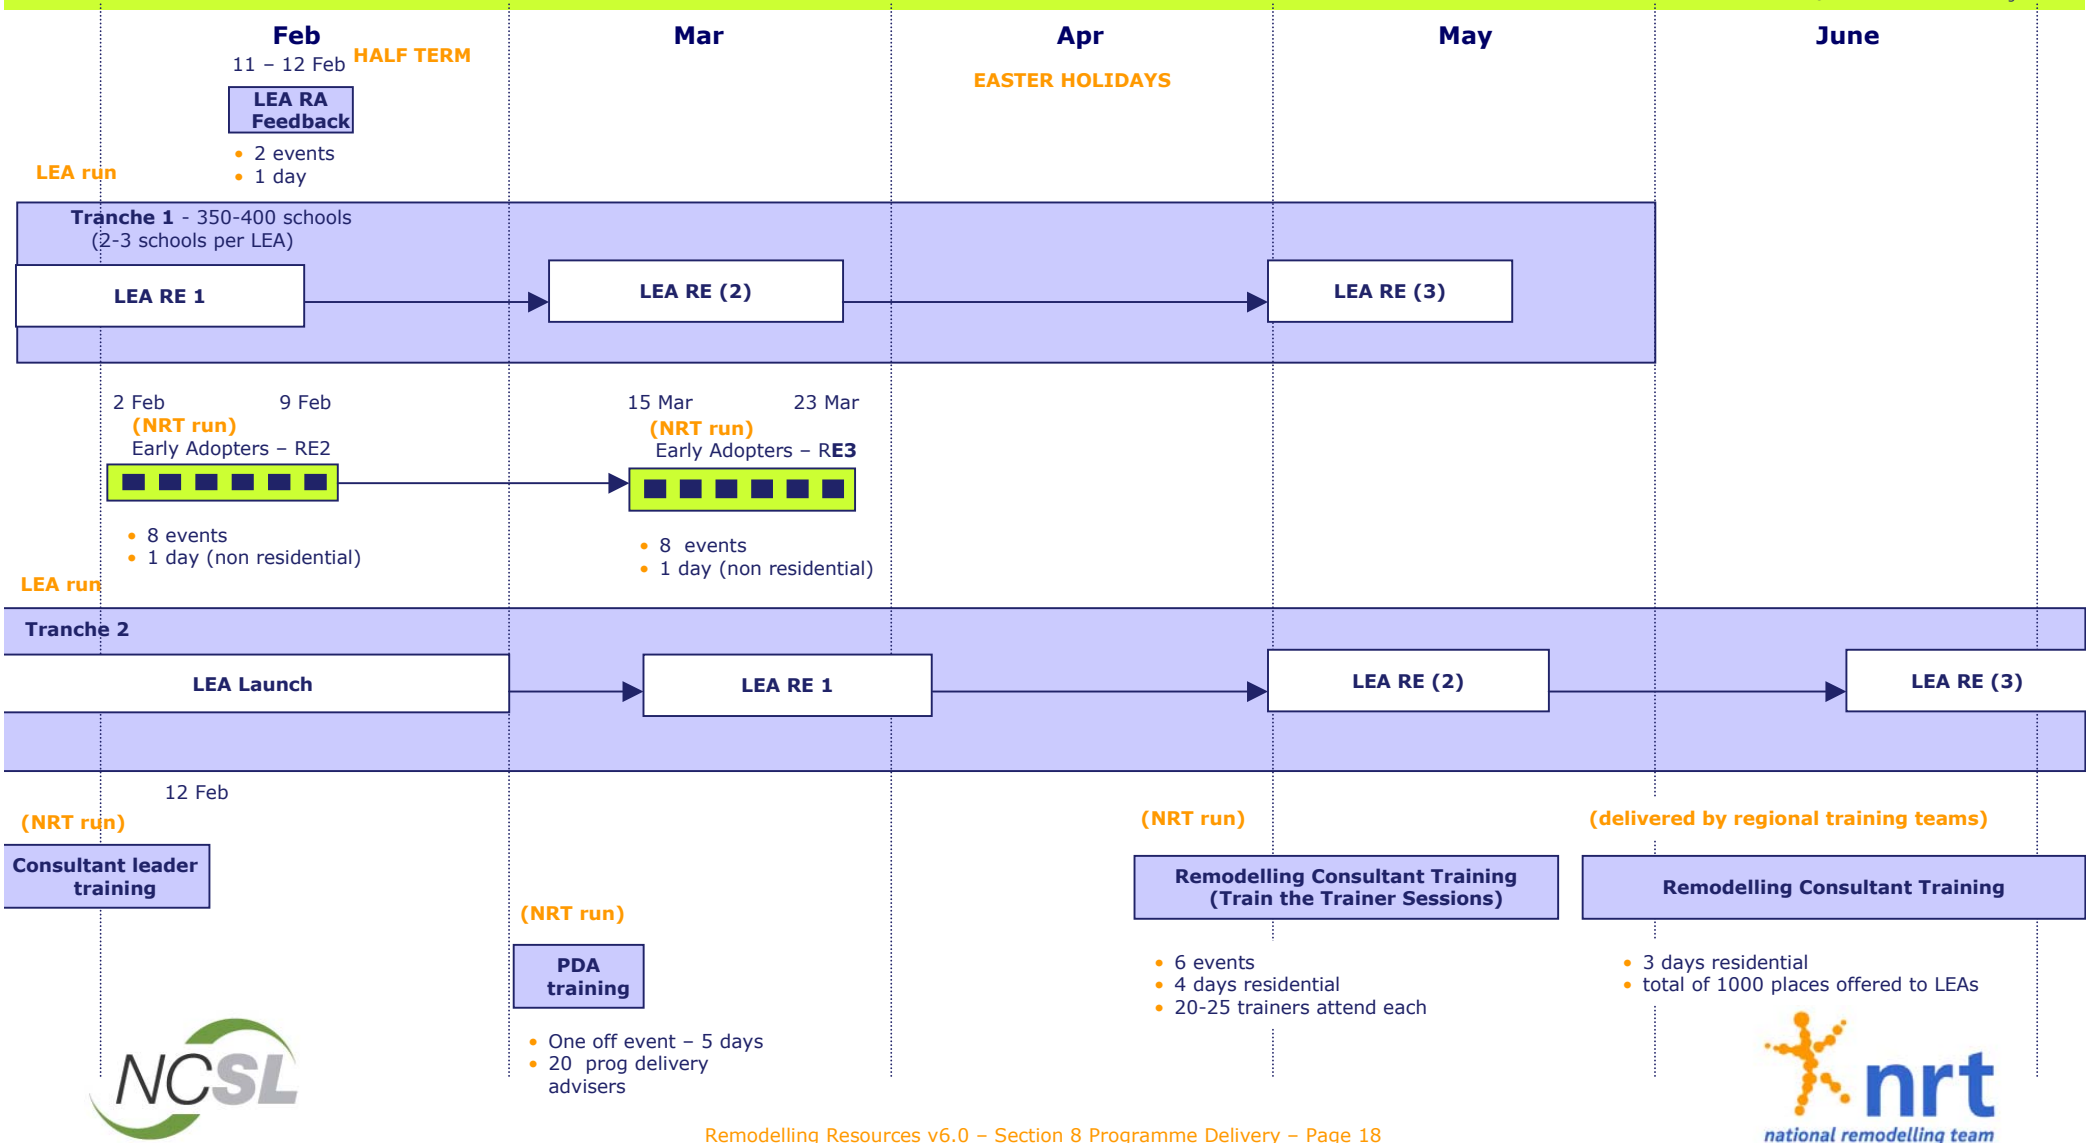 Feb
Mar
Apr
May
June
11 – 12 Feb
HALF TERM
EASTER HOLIDAYS
LEA RA
Feedback
• 2 events
• 1 day
LEA run
Tranche 1 - 350-400 schools
(2-3 schools per LEA)
LEA RE 1
LEA RE (2)
LEA RE (3)
2 Feb
9 Feb
(NRT run)
Early Adopters – RE2
15 Mar
23 Mar
(NRT run)
Early Adopters – RE3
• 8 events
• 1 day (non residential)
• 8 events
• 1 day (non residential)
LEA run
Tranche 2
LEA Launch
LEA RE 1
LEA RE (2)
LEA RE (3)
12 Feb
(NRT run)
Consultant leader
training
(NRT run)
PDA
training
• One off event – 5 days
• 20 prog delivery
advisers
(NRT run)
Remodelling Consultant Training
(Train the Trainer Sessions)
• 6 events
• 4 days residential
• 20-25 trainers attend each
(delivered by regional training teams)
Remodelling Consultant Training
• 3 days residential
• total of 1000 places offered to LEAs
NCSL
nrt
national remodelling team
Remodelling Resources v6.0 – Section 8 Programme Delivery – Page 18